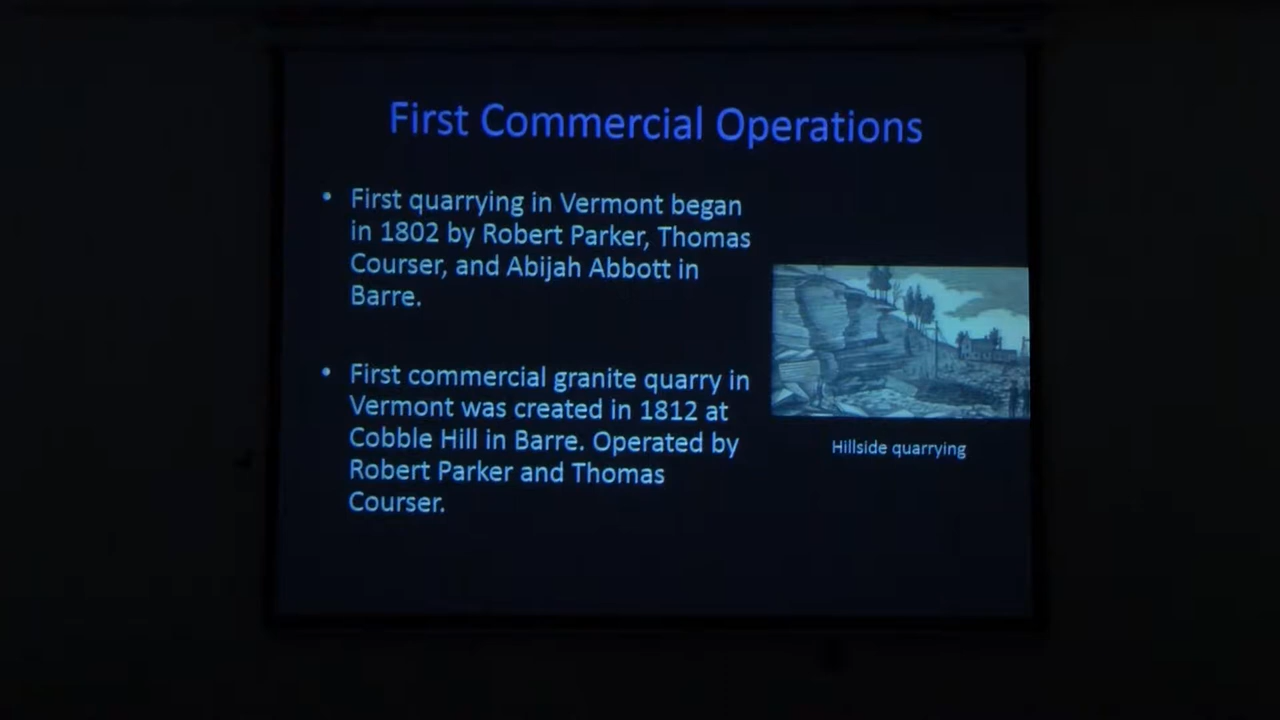 First Commercial Operations
• First quarrying in Vermont began
in 1802 by Robert Parker, Thomas
Courser, and Abijah Abbott in
Barre.
• First commercial granite quarry in
Vermont was created in 1812 at
Cobble Hill in Barre. Operated by
Robert Parker and Thomas
Courser.
Hillside quarrying